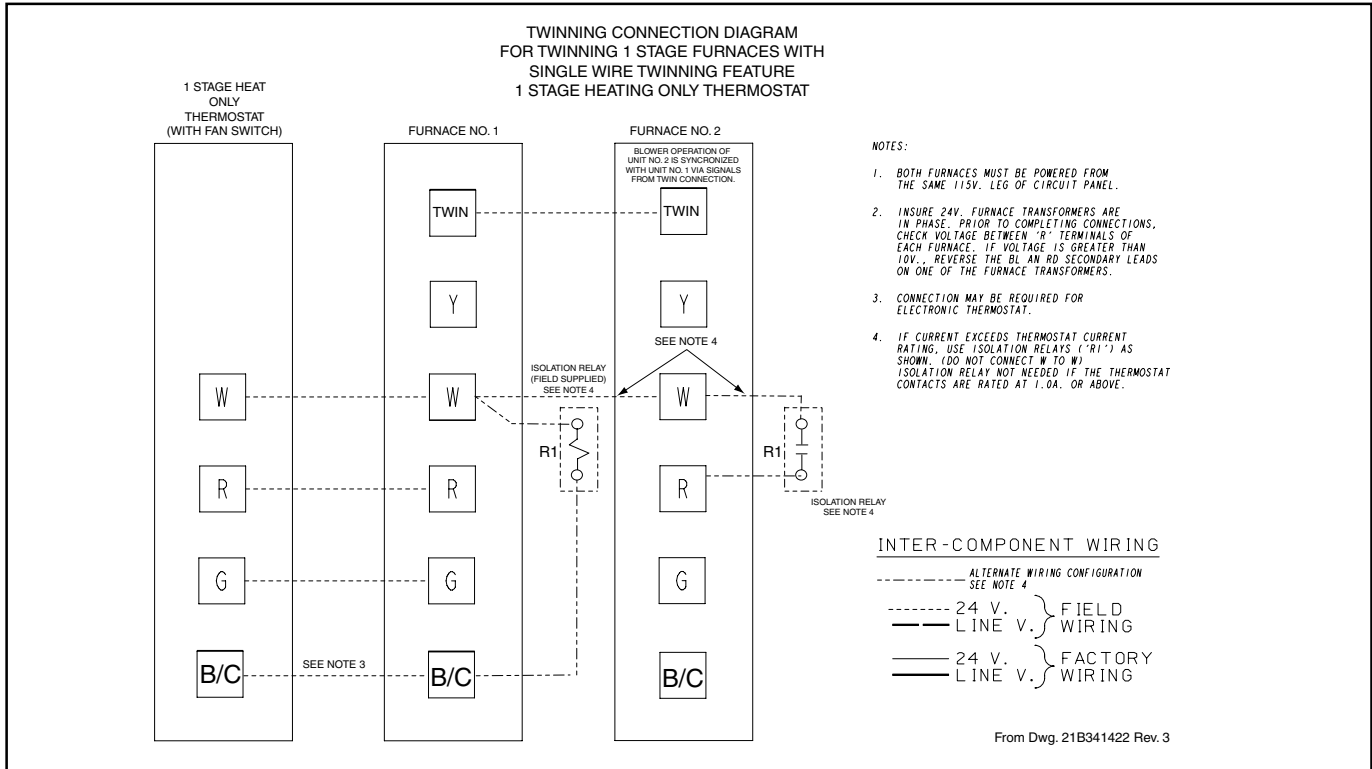 TWINNING CONNECTION DIAGRAM
FOR TWINNING 1 STAGE FURNACES WITH
SINGLE WIRE TWINNING FEATURE
1 STAGE HEATING ONLY THERMOSTAT
1 STAGE HEAT
ONLY
THERMOSTAT
(WITH FAN SWITCH)
FURNACE NO. 1
FURNACE NO. 2
BLOWER OPERATION OF
UNIT NO. 2 IS SYNCRONIZED
WITH UNIT NO. 1 VIA SIGNALS
FROM TWIN CONNECTION.
TWIN
TWIN
Y
Y
SEE NOTE 4
ISOLATION RELAY
(FIELD SUPPLIED)
SEE NOTE 4
W
W
W
R1
R1
R
R
R
ISOLATION RELAY
SEE NOTE 4
G
G
G
B/C
SEE NOTE 3
B/C
B/C
NOTES:
1. BOTH FURNACES MUST BE POWERED FROM
THE SAME 115V. LEG OF CIRCUIT PANEL.
2. INSURE 24V. FURNACE TRANSFORMERS ARE
IN PHASE. PRIOR TO COMPLETING CONNECTIONS,
CHECK VOLTAGE BETWEEN 'R' TERMINALS OF
EACH FURNACE. IF VOLTAGE IS GREATER THAN
10V., REVERSE THE BL AN RD SECONDARY LEADS
ON ONE OF THE FURNACE TRANSFORMERS.
3. CONNECTION MAY BE REQUIRED FOR
ELECTRONIC THERMOSTAT.
4. IF CURRENT EXCEEDS THERMOSTAT CURRENT
RATING, USE ISOLATION RELAYS ('R1') AS
SHOWN. (DO NOT CONNECT W TO W)
ISOLATION RELAY NOT NEEDED IF THE THERMOSTAT
CONTACTS ARE RATED AT 1.0A. OR ABOVE.
INTER-COMPONENT WIRING
ALTERNATE WIRING CONFIGURATION
SEE NOTE 4
24 V.
LINE V.
FIELD
WIRING
24 V.
LINE V.
FACTORY
WIRING
From Dwg. 21B341422 Rev. 3